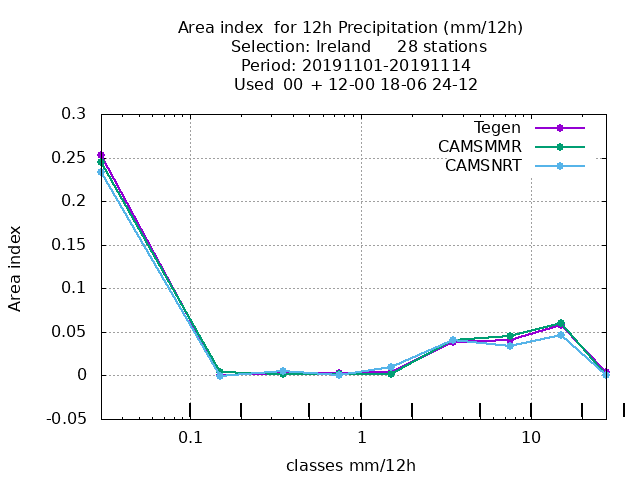 Area index  for 12h Precipitation (mm/12h)
Selection: Ireland     28 stations
Period: 20191101-20191114
Used  00  + 12-00 18-06 24-12
0.3
0.25
0.2
0.15
0.1
0.05
0
-0.05
Area index
Tegen
CAMSMMR
CAMSNRT
0.1 1 10
classes mm/12h